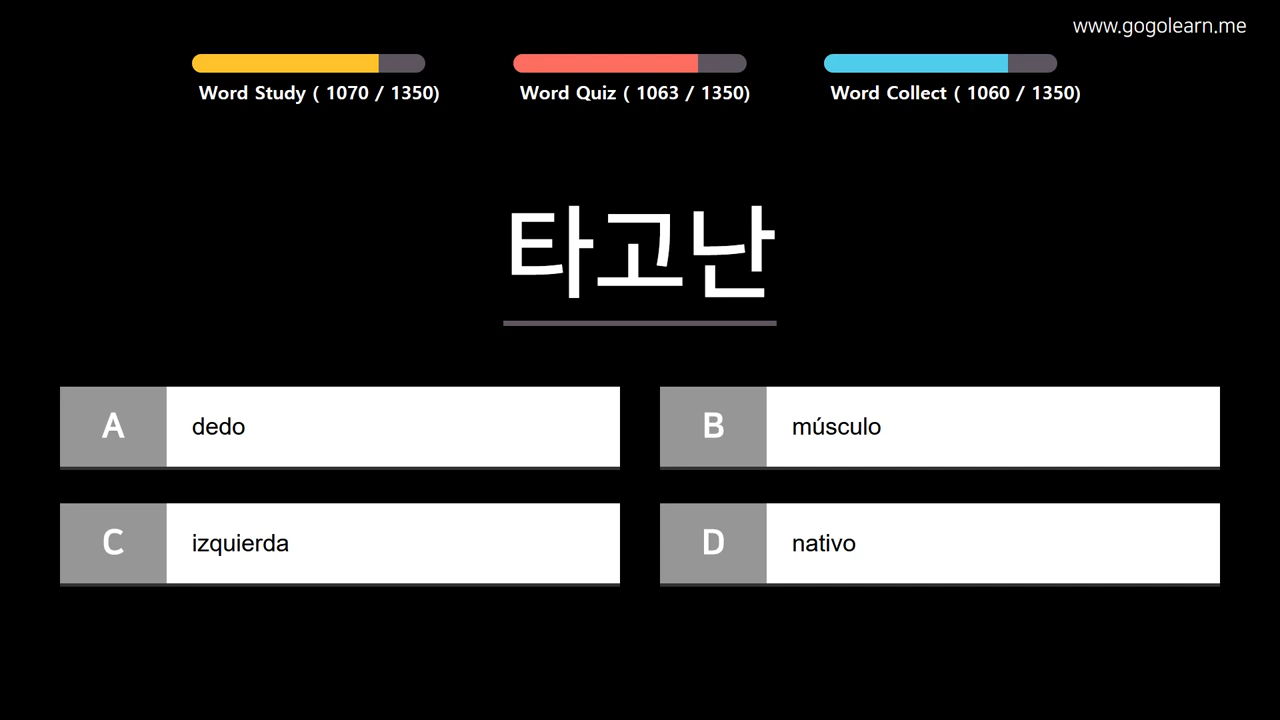 www.gogolearn.me
Word Study ( 1070 / 1350)
Word Quiz ( 1063 / 1350)
Word Collect ( 1060 / 1350)
타고난
A dedo
B músculo
C izquierda
D nativo